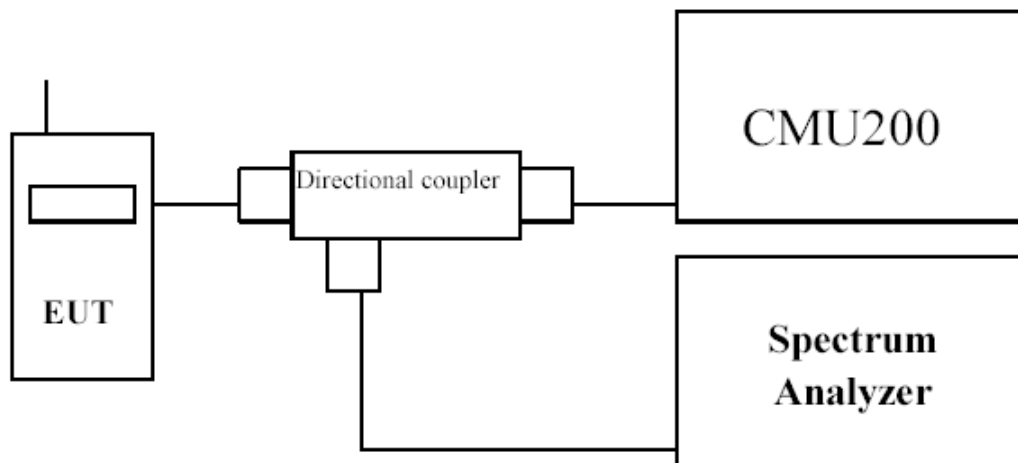 CMU200
Directional coupler
EUT
Spectrum
Analyzer